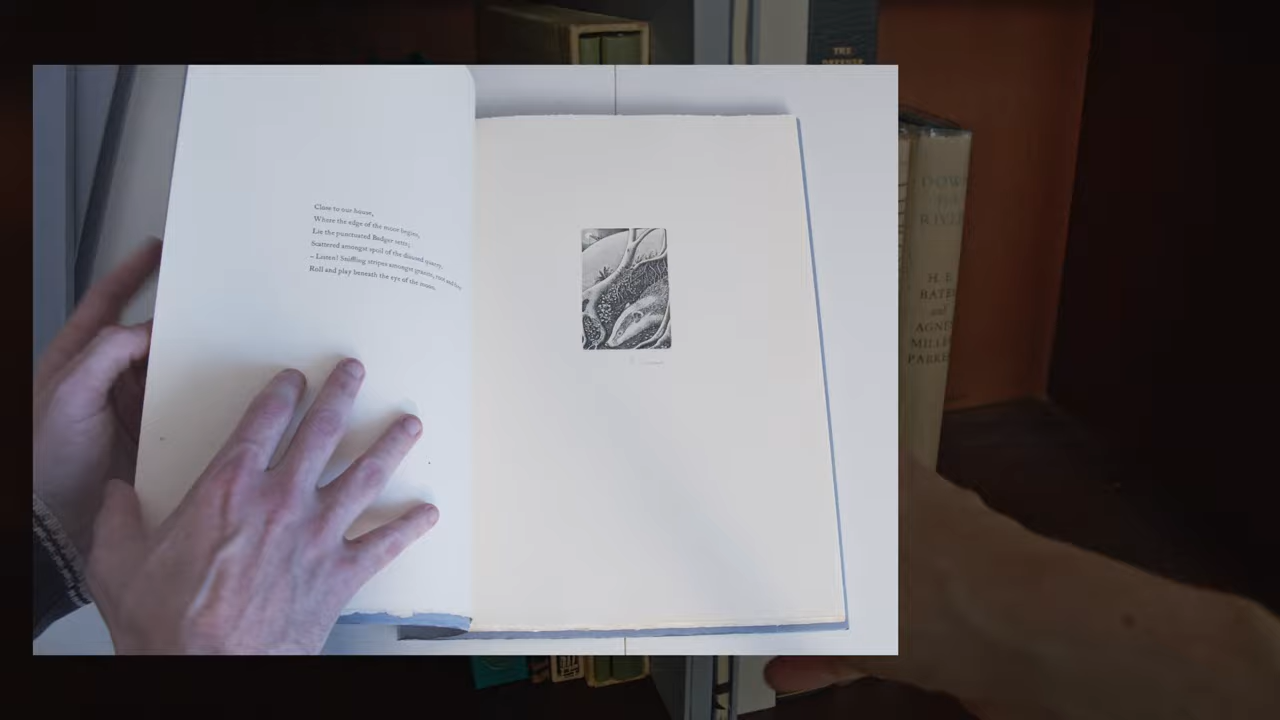 THE
DEFENSE
Close to our house,
Where the edge of the moor begins,
Lie the punctuated Badger setts;
Scattered amongst spoil of the disused quarry.
– Listen! Sniffling stripes amongst granite, root and
Roll and play beneath the eye of the moon.
DOWN
THE
RIVER
H. E.
BATES
and
AGNES
MILLER
PARKER